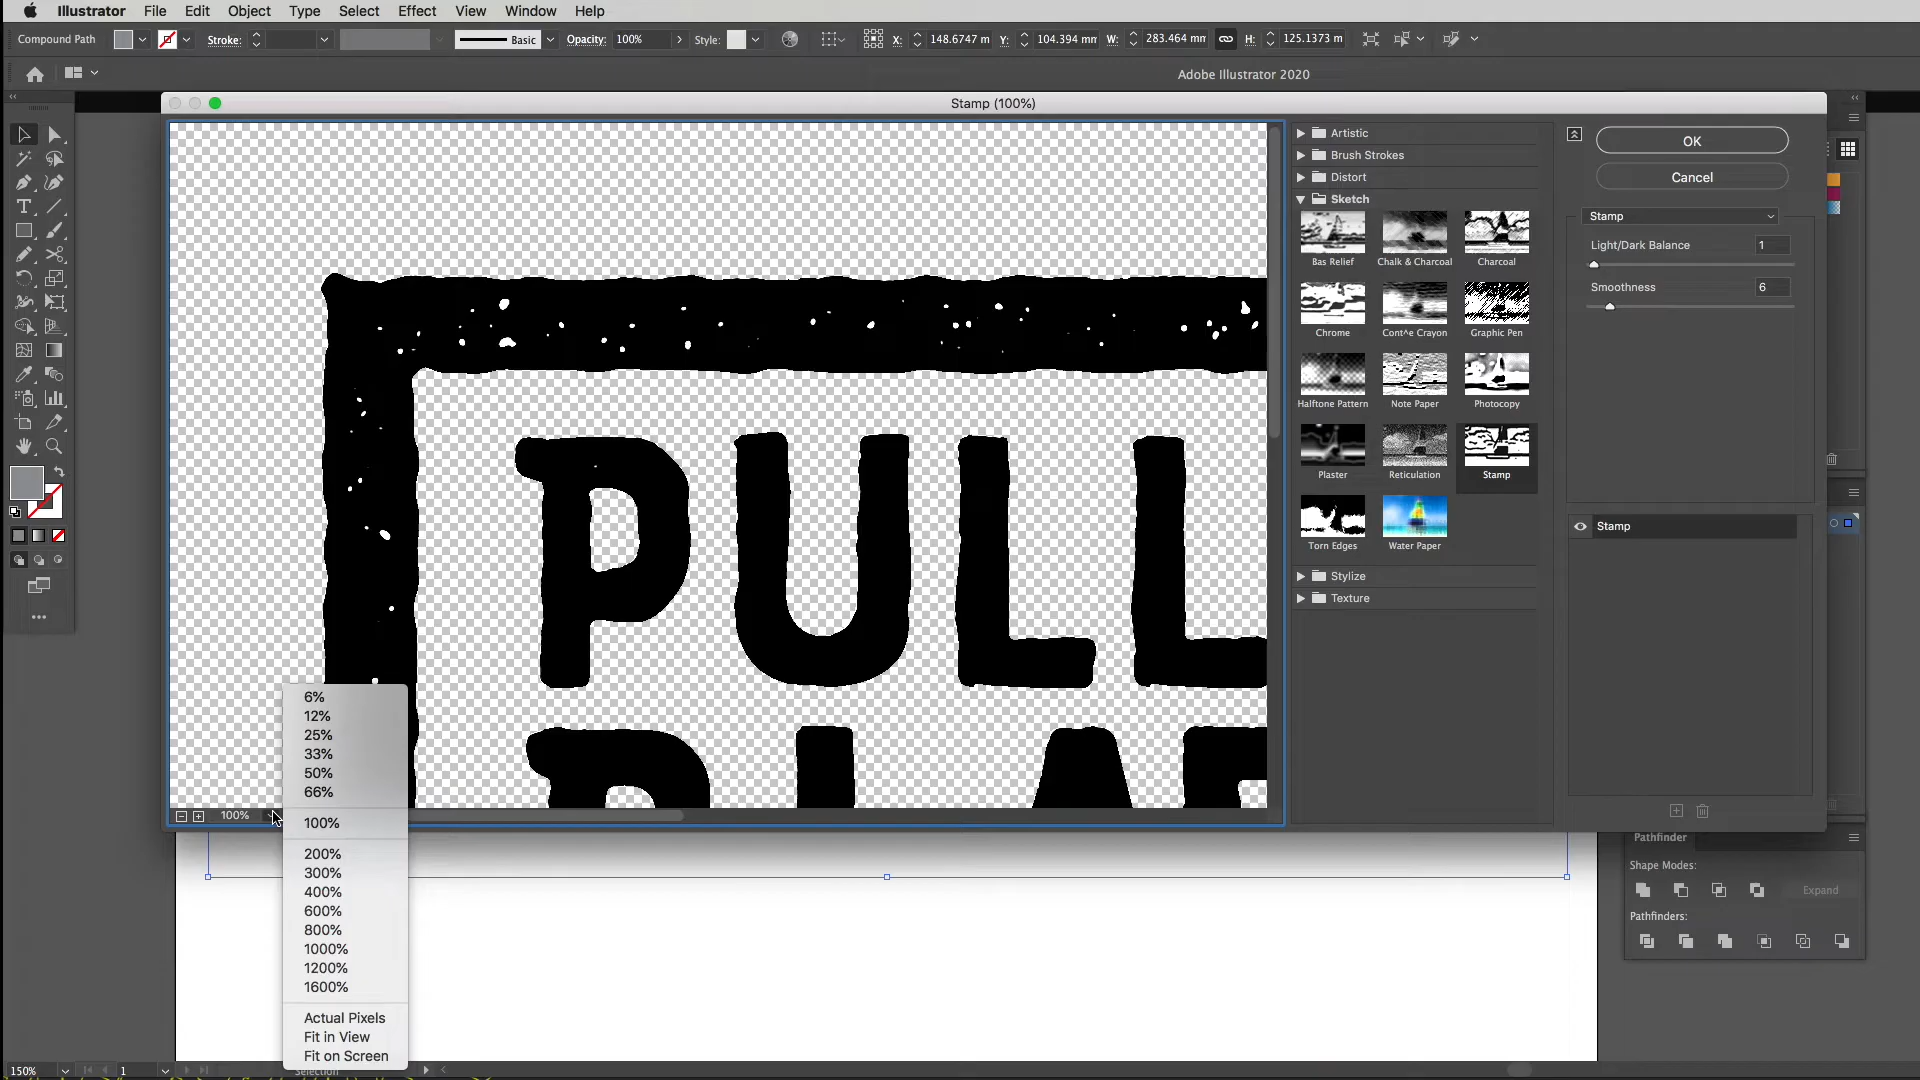 Illustrator File Edit Object Type Select Effect View Window Help
Compound Path Stroke: Basic Opacity: 100% Style: X: 148.6747 m Y: 104.394 mm W: 283.464 mm H: 125.1373 m
Adobe Illustrator 2020
Stamp (100%)
Artistic
Brush Strokes
Distort
Sketch
Bas Relief Chalk & Charcoal Charcoal
Chrome Cont^e Crayon Graphic Pen
Halftone Pattern Note Paper Photocopy
Plaster Reticulation Stamp
Torn Edges Water Paper
Stylize
Texture
OK
Cancel
Stamp
Light/Dark Balance 1
Smoothness 6
Stamp
PULL
100%
6%
12%
25%
33%
50%
66%
100%
200%
300%
400%
600%
800%
1000%
1200%
1600%
Actual Pixels
Fit in View
Fit on Screen
Pathfinder
Shape Modes:
Expand
Pathfinders:
150% 1 Selection